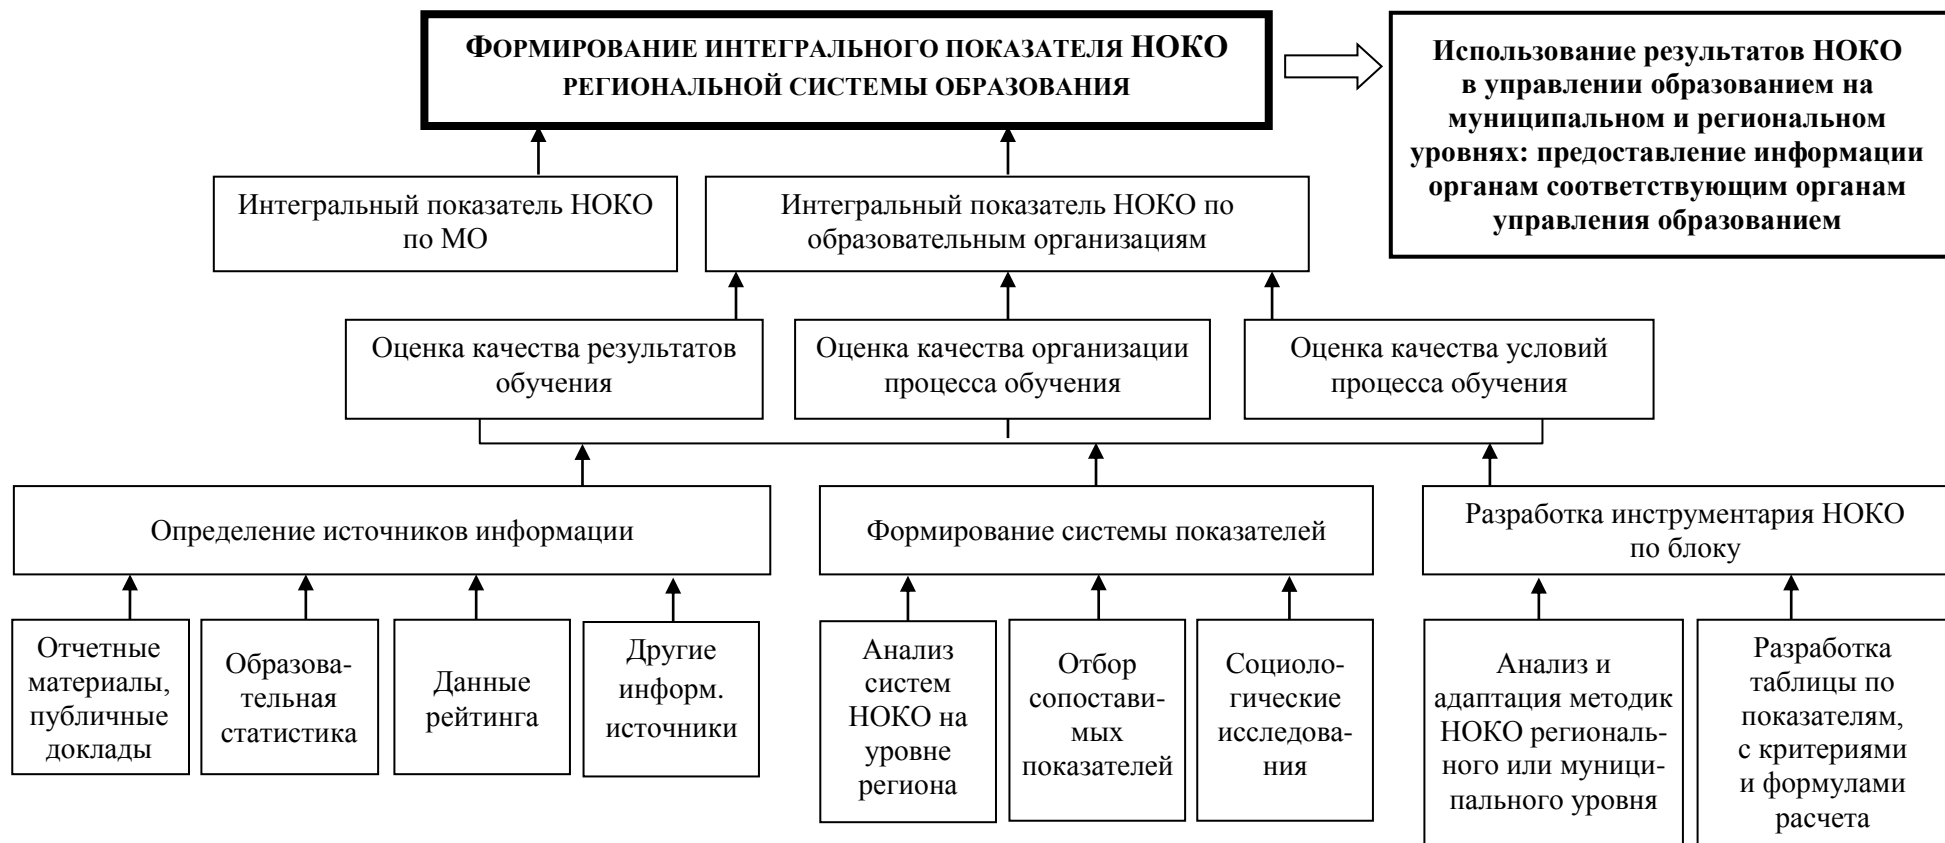 ФОРМИРОВАНИЕ ИНТЕГРАЛЬНОГО ПОКАЗАТЕЛЯ НОКО
РЕГИОНАЛЬНОЙ СИСТЕМЫ ОБРАЗОВАНИЯ
Использование результатов НОКО
в управлении образованием на
муниципальном и региональном
уровнях: предоставление информации
органам соответствующим органам
управления образованием
Интегральный показатель НОКО
по МО
Интегральный показатель НОКО по
образовательным организациям
Оценка качества результатов
обучения
Оценка качества организации
процесса обучения
Оценка качества условий
процесса обучения
Определение источников информации
Формирование системы показателей
Разработка инструментария НОКО
по блоку
Отчетные
материалы,
публичные
доклады
Образова-
тельная
статистика
Данные
рейтинга
Другие
информ.
источники
Анализ
систем
НОКО на
уровне
региона
Отбор
сопостави-
мых
показателей
Социоло-
гические
исследова-
ния
Анализ и
адаптация методик
НОКО региональ-
ного или муници-
пального уровня
Разработка
таблицы по
показателям,
с критериями
и формулами
расчета